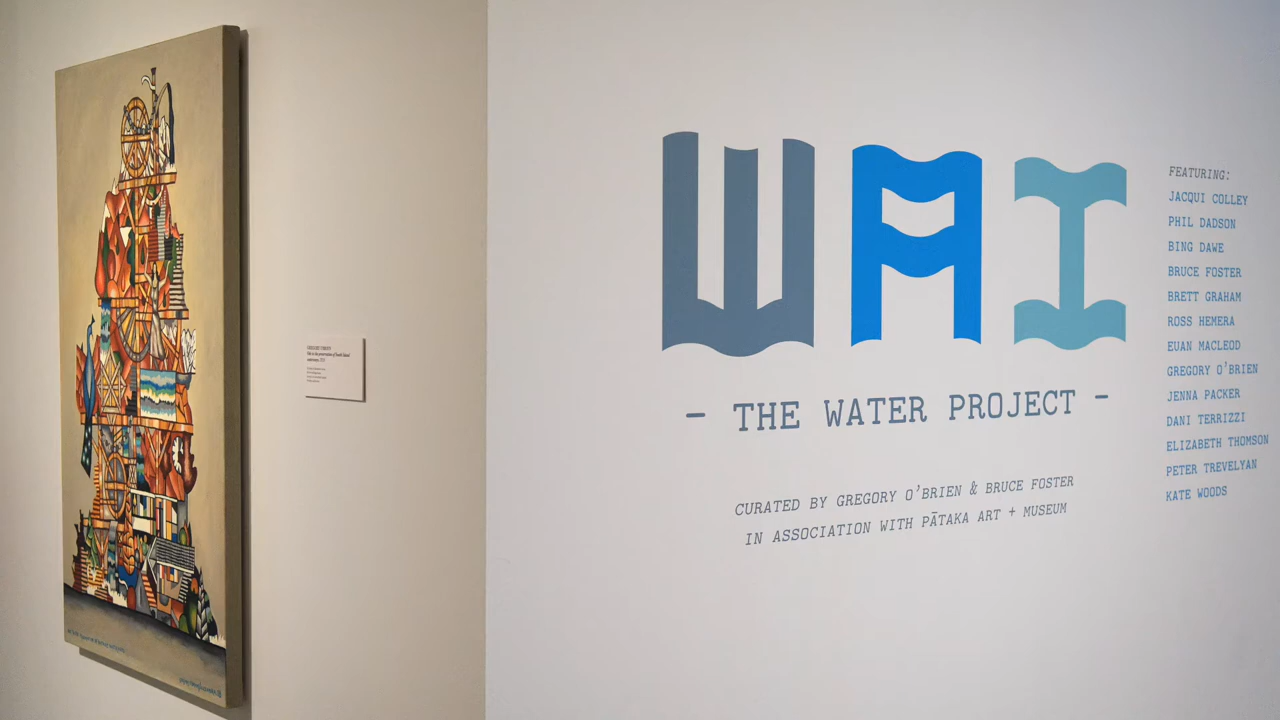 WAI
– THE WATER PROJECT –
CURATED BY GREGORY O'BRIEN & BRUCE FOSTER
IN ASSOCIATION WITH PĀTAKA ART + MUSEUM
FEATURING:
JACQUI COLLEY
PHIL DADSON
BING DAWE
BRUCE FOSTER
BRETT GRAHAM
ROSS HEMERA
EUAN MACLEOD
GREGORY O'BRIEN
JENNA PACKER
DANI TERRIZZI
ELIZABETH THOMSON
PETER TREVELYAN
KATE WOODS